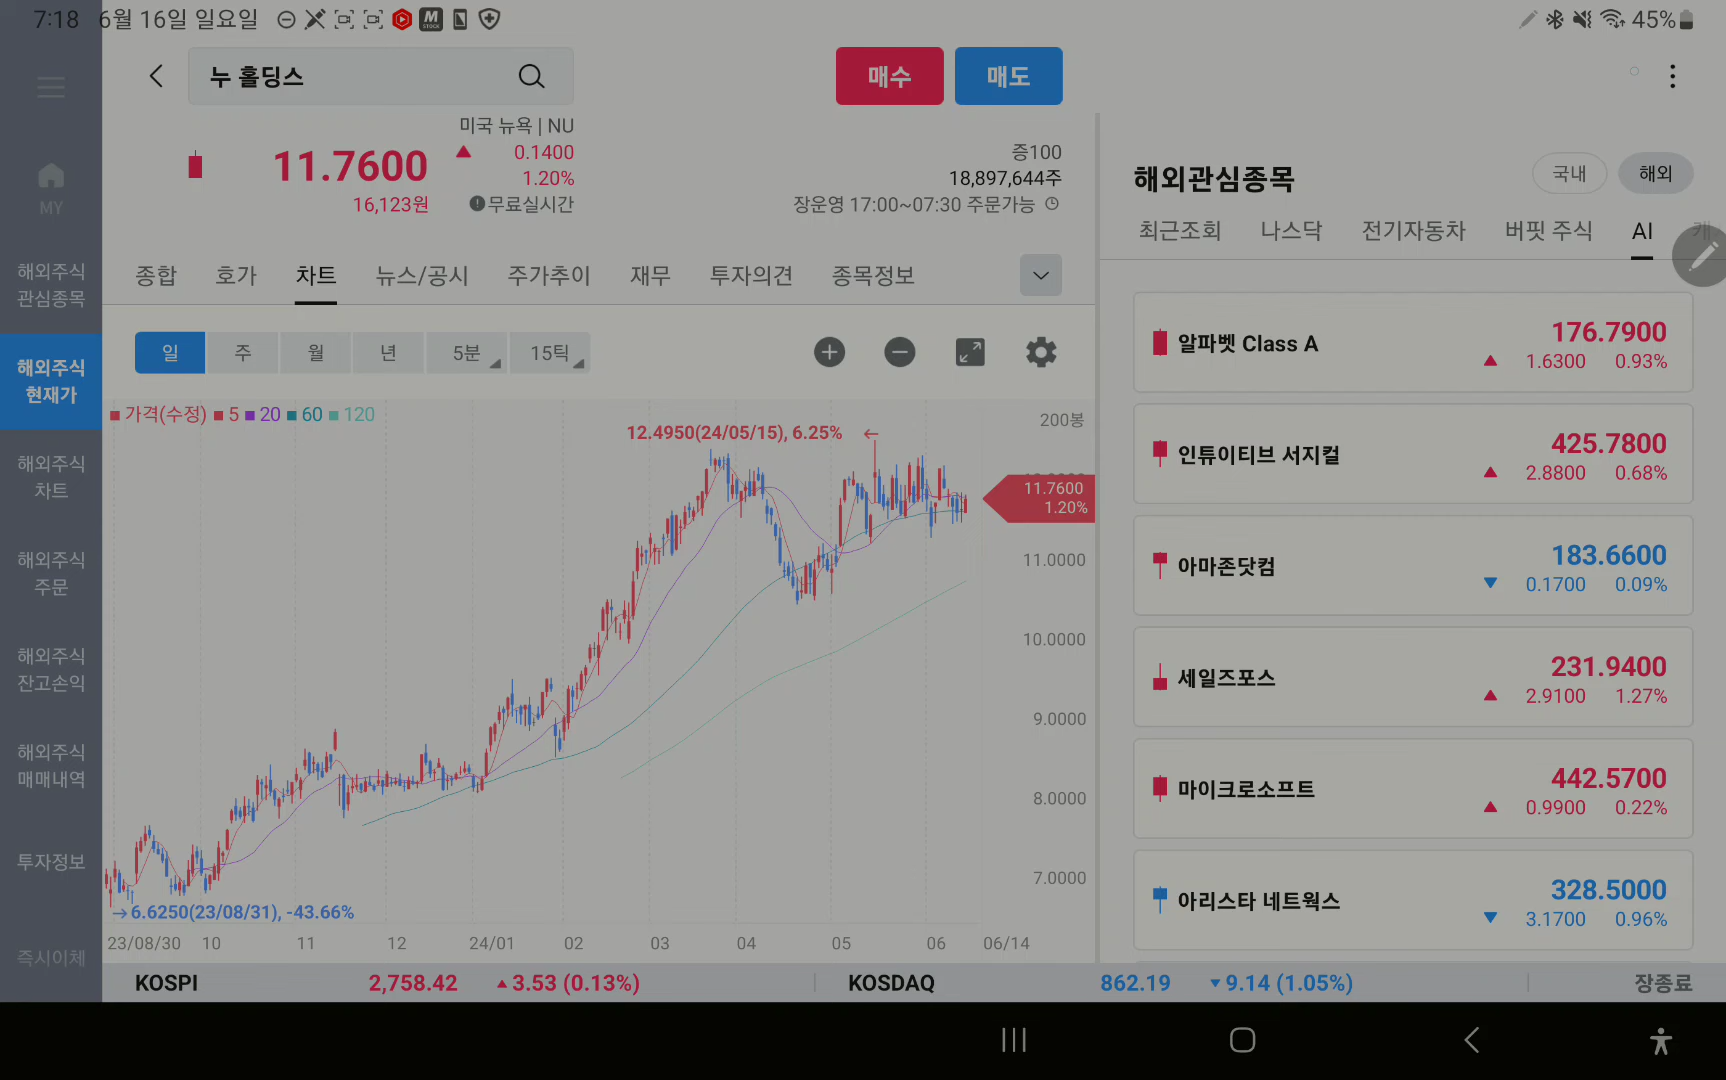 7:18 6월 16일 일요일
M
STOCK
45%
누 홀딩스
매수
매도
미국 뉴욕 | NU
11.7600
0.1400
1.20%
16,123원
무료실시간
증100
18,897,644주
장운영 17:00~07:30 주문가능
종합 호가 차트 뉴스/공시 주가추이 재무 투자의견 종목정보
일 주 월 년 5분 15틱
가격(수정) 5 20 60 120
200봉
12.4950(24/05/15), 6.25% ←
11.7600
1.20%
11.0000
10.0000
9.0000
8.0000
7.0000
→6.6250(23/08/31), -43.66%
23/08/30 10 11 12 24/01 02 03 04 05 06 06/14
MY
해외주식
관심종목
해외주식
현재가
해외주식
차트
해외주식
주문
해외주식
잔고손익
해외주식
매매내역
투자정보
즉시이체
해외관심종목
국내
해외
최근조회 나스닥 전기자동차 버핏 주식 AI
알파벳 Class A
176.7900
1.6300 0.93%
인튜이티브 서지컬
425.7800
2.8800 0.68%
아마존닷컴
183.6600
0.1700 0.09%
세일즈포스
231.9400
2.9100 1.27%
마이크로소프트
442.5700
0.9900 0.22%
아리스타 네트웍스
328.5000
3.1700 0.96%
KOSPI 2,758.42 ▲3.53 (0.13%) KOSDAQ 862.19 ▼9.14 (1.05%) 장종료